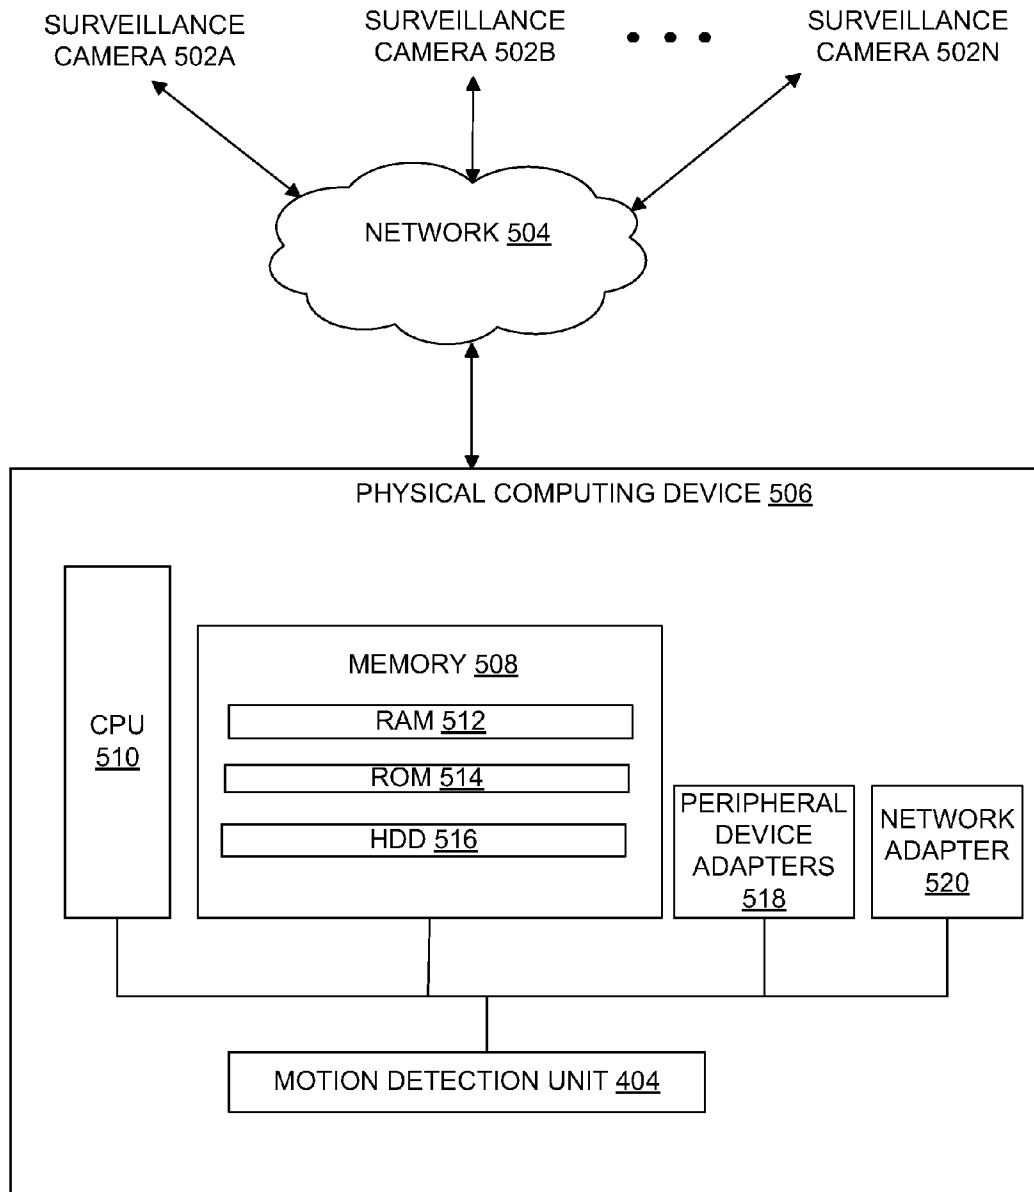 SURVEILLANCE
CAMERA 502A
SURVEILLANCE
CAMERA 502B
SURVEILLANCE
CAMERA 502N
NETWORK 504
PHYSICAL COMPUTING DEVICE 506
CPU
510
MEMORY 508
RAM 512
ROM 514
HDD 516
PERIPHERAL
DEVICE
ADAPTERS
518
NETWORK
ADAPTER
520
MOTION DETECTION UNIT 404